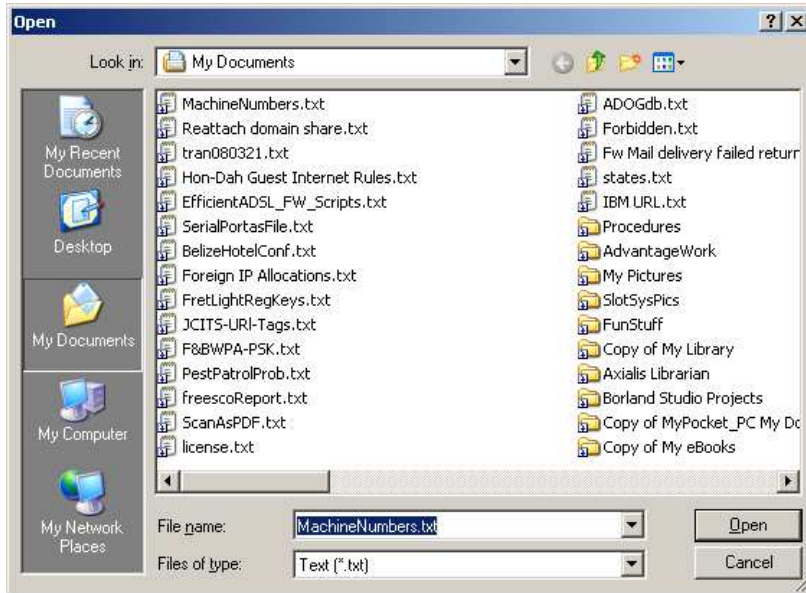 Open
Look in:
My Documents
My Recent
Documents
Desktop
My Documents
My Computer
My Network
Places
MachineNumbers.txt
Reattach domain share.txt
tran080321.txt
Hon-Dah Guest Internet Rules.txt
EfficientADSL_FW_Scripts.txt
SerialPortasFile.txt
BelizeHotelConf.txt
Foreign IP Allocations.txt
FretLightRegKeys.txt
JCITS-URl-Tags.txt
F&BWPA-PSK.txt
PestPatrolProb.txt
freescoReport.txt
ScanAsPDF.txt
license.txt
ADOGdb.txt
Forbidden.txt
Fw Mail delivery failed return
states.txt
IBM URL.txt
Procedures
AdvantageWork
My Pictures
SlotSysPics
FunStuff
Copy of My Library
Axialis Librarian
Borland Studio Projects
Copy of MyPocket_PC My Do
Copy of My eBooks
File name:
MachineNumbers.txt
Open
Files of type:
Text (*.txt)
Cancel